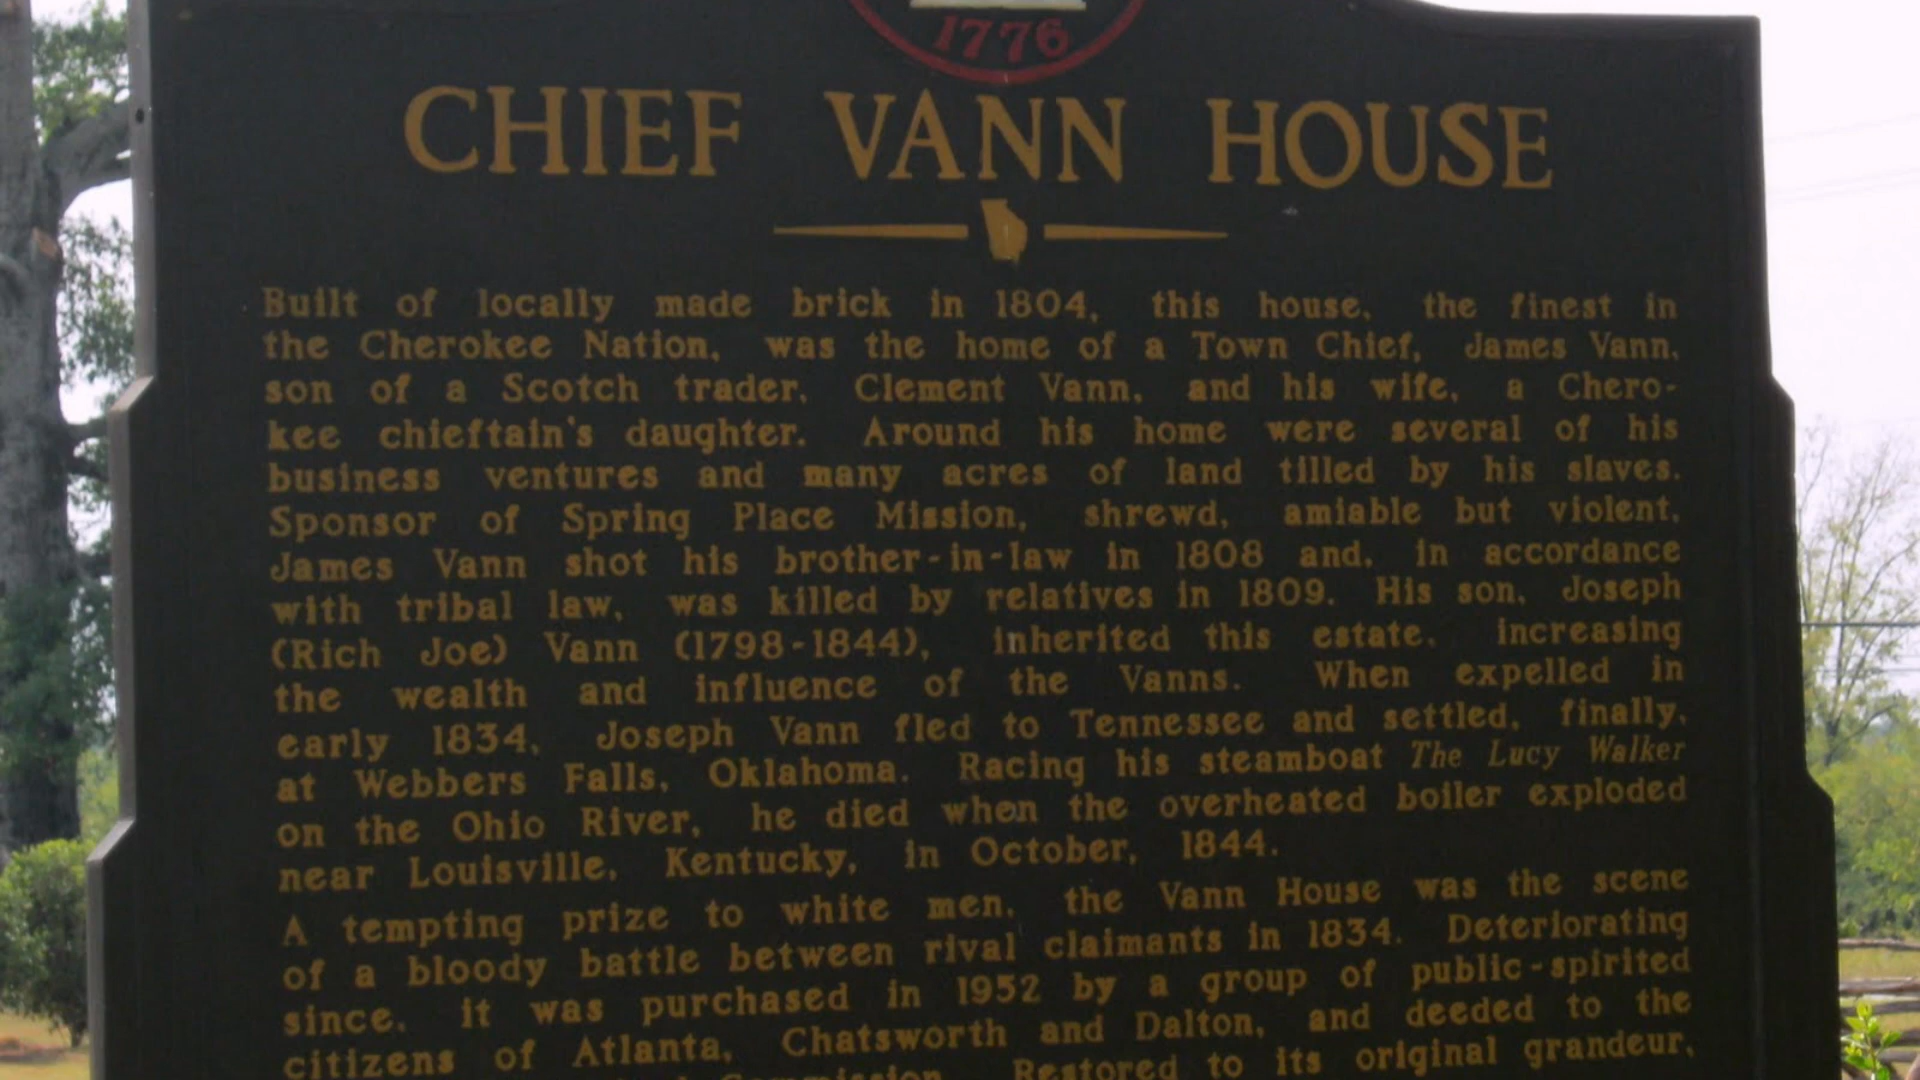 1776
CHIEF VANN HOUSE
Built of locally made brick in 1804, this house, the finest in
the Cherokee Nation, was the home of a Town Chief, James Vann,
son of a Scotch trader, Clement Vann, and his wife, a Chero-
kee chieftain's daughter. Around his home were several of his
business ventures and many acres of land tilled by his slaves.
Sponsor of Spring Place Mission, shrewd, amiable but violent,
James Vann shot his brother-in-law in 1808 and, in accordance
with tribal law, was killed by relatives in 1809. His son, Joseph
(Rich Joe) Vann (1798-1844), inherited this estate, increasing
the wealth and influence of the Vanns. When expelled in
early 1834, Joseph Vann fled to Tennessee and settled, finally,
at Webbers Falls, Oklahoma. Racing his steamboat The Lucy Walker
on the Ohio River, he died when the overheated boiler exploded
near Louisville, Kentucky, in October, 1844.
A tempting prize to white men, the Vann House was the scene
of a bloody battle between rival claimants in 1834. Deteriorating
since, it was purchased in 1952 by a group of public-spirited
citizens of Atlanta, Chatsworth and Dalton, and deeded to the
Commission. Restored to its original grandeur,